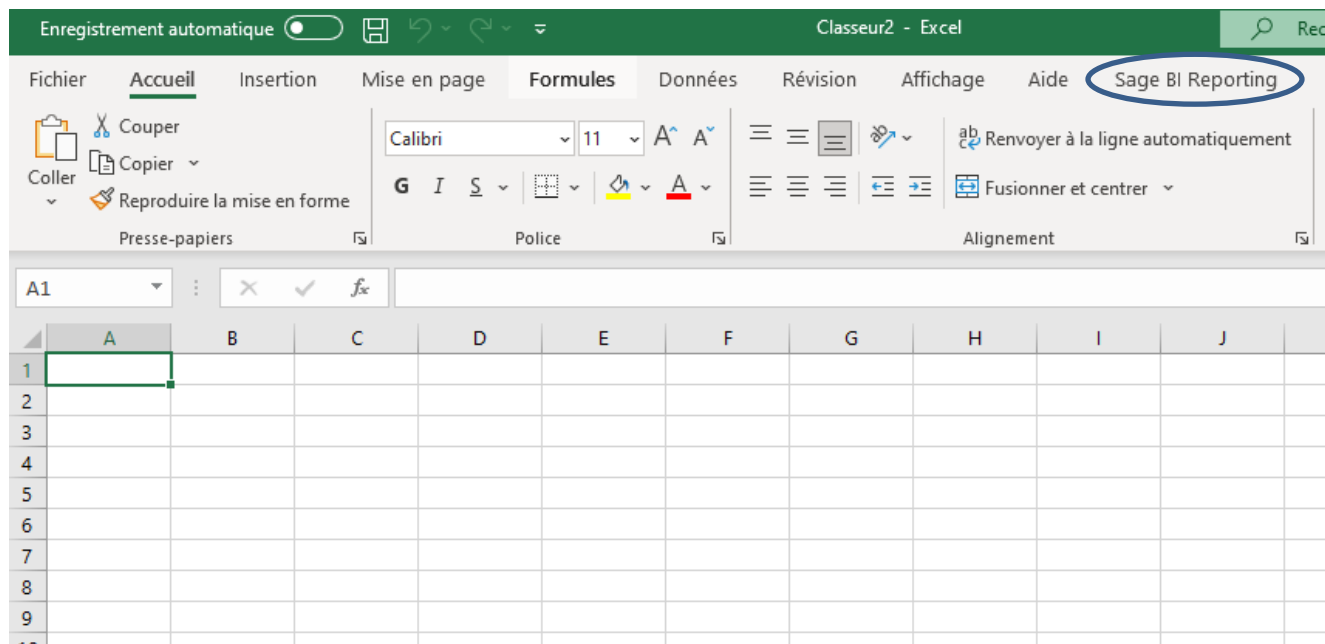 Enregistrement automatique
Classeur2 - Excel
Rec
Fichier Accueil Insertion Mise en page Formules Données Révision Affichage Aide Sage BI Reporting
Coller
Couper
Copier
Reproduire la mise en forme
Presse-papiers
Calibri 11 A A
G I S A
Police
ab Renvoyer à la ligne automatiquement
Fusionner et centrer
Alignement
A1 fx
A B C D E F G H I J
1
2
3
4
5
6
7
8
9